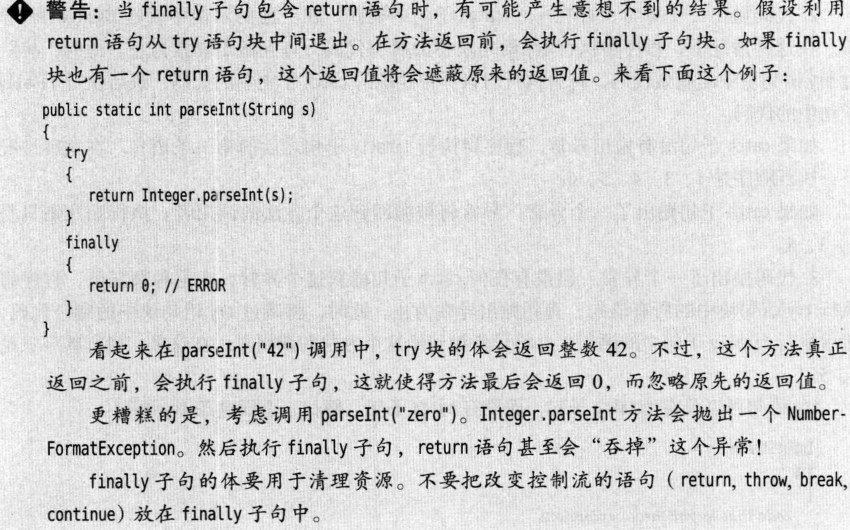 警告：当 finally 子句包含 return 语句时，有可能产生意想不到的结果。假设利用
return 语句从 try 语句块中间退出。在方法返回前，会执行 finally 子句块。如果 finally
块也有一个 return 语句，这个返回值将会遮蔽原来的返回值。来看下面这个例子：
public static int parseInt(String s)
{
try
{
return Integer.parseInt(s);
}
finally
{
return 0; // ERROR
}
}
看起来在 parseInt("42") 调用中，try 块的体会返回整数 42。不过，这个方法真正
返回之前，会执行 finally 子句，这就使得方法最后会返回 0，而忽略原先的返回值。
更糟糕的是，考虑调用 parseInt("zero")。Integer.parseInt 方法会抛出一个 Number-
FormatException。然后执行 finally 子句，return 语句甚至会“吞掉”这个异常！
finally 子句的体要用于清理资源。不要把改变控制流的语句（return, throw, break,
continue）放在 finally 子句中。